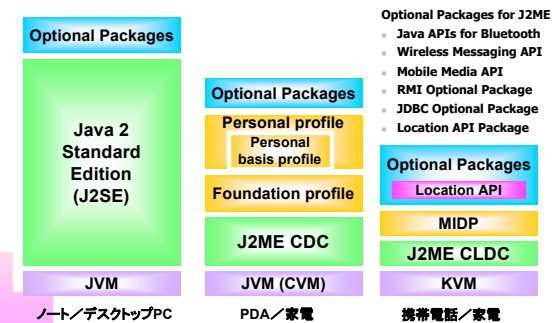 Optional Packages
Java 2
Standard
Edition
(J2SE)
JVM
ノート／デスクトップPC
Optional Packages
Personal profile
Personal
basis profile
Foundation profile
J2ME CDC
JVM (CVM)
PDA／家電
Optional Packages for J2ME
Java APIs for Bluetooth
Wireless Messaging API
Mobile Media API
RMI Optional Package
JDBC Optional Package
Location API Package
Optional Packages
Location API
MIDP
J2ME CLDC
KVM
携帯電話／家電